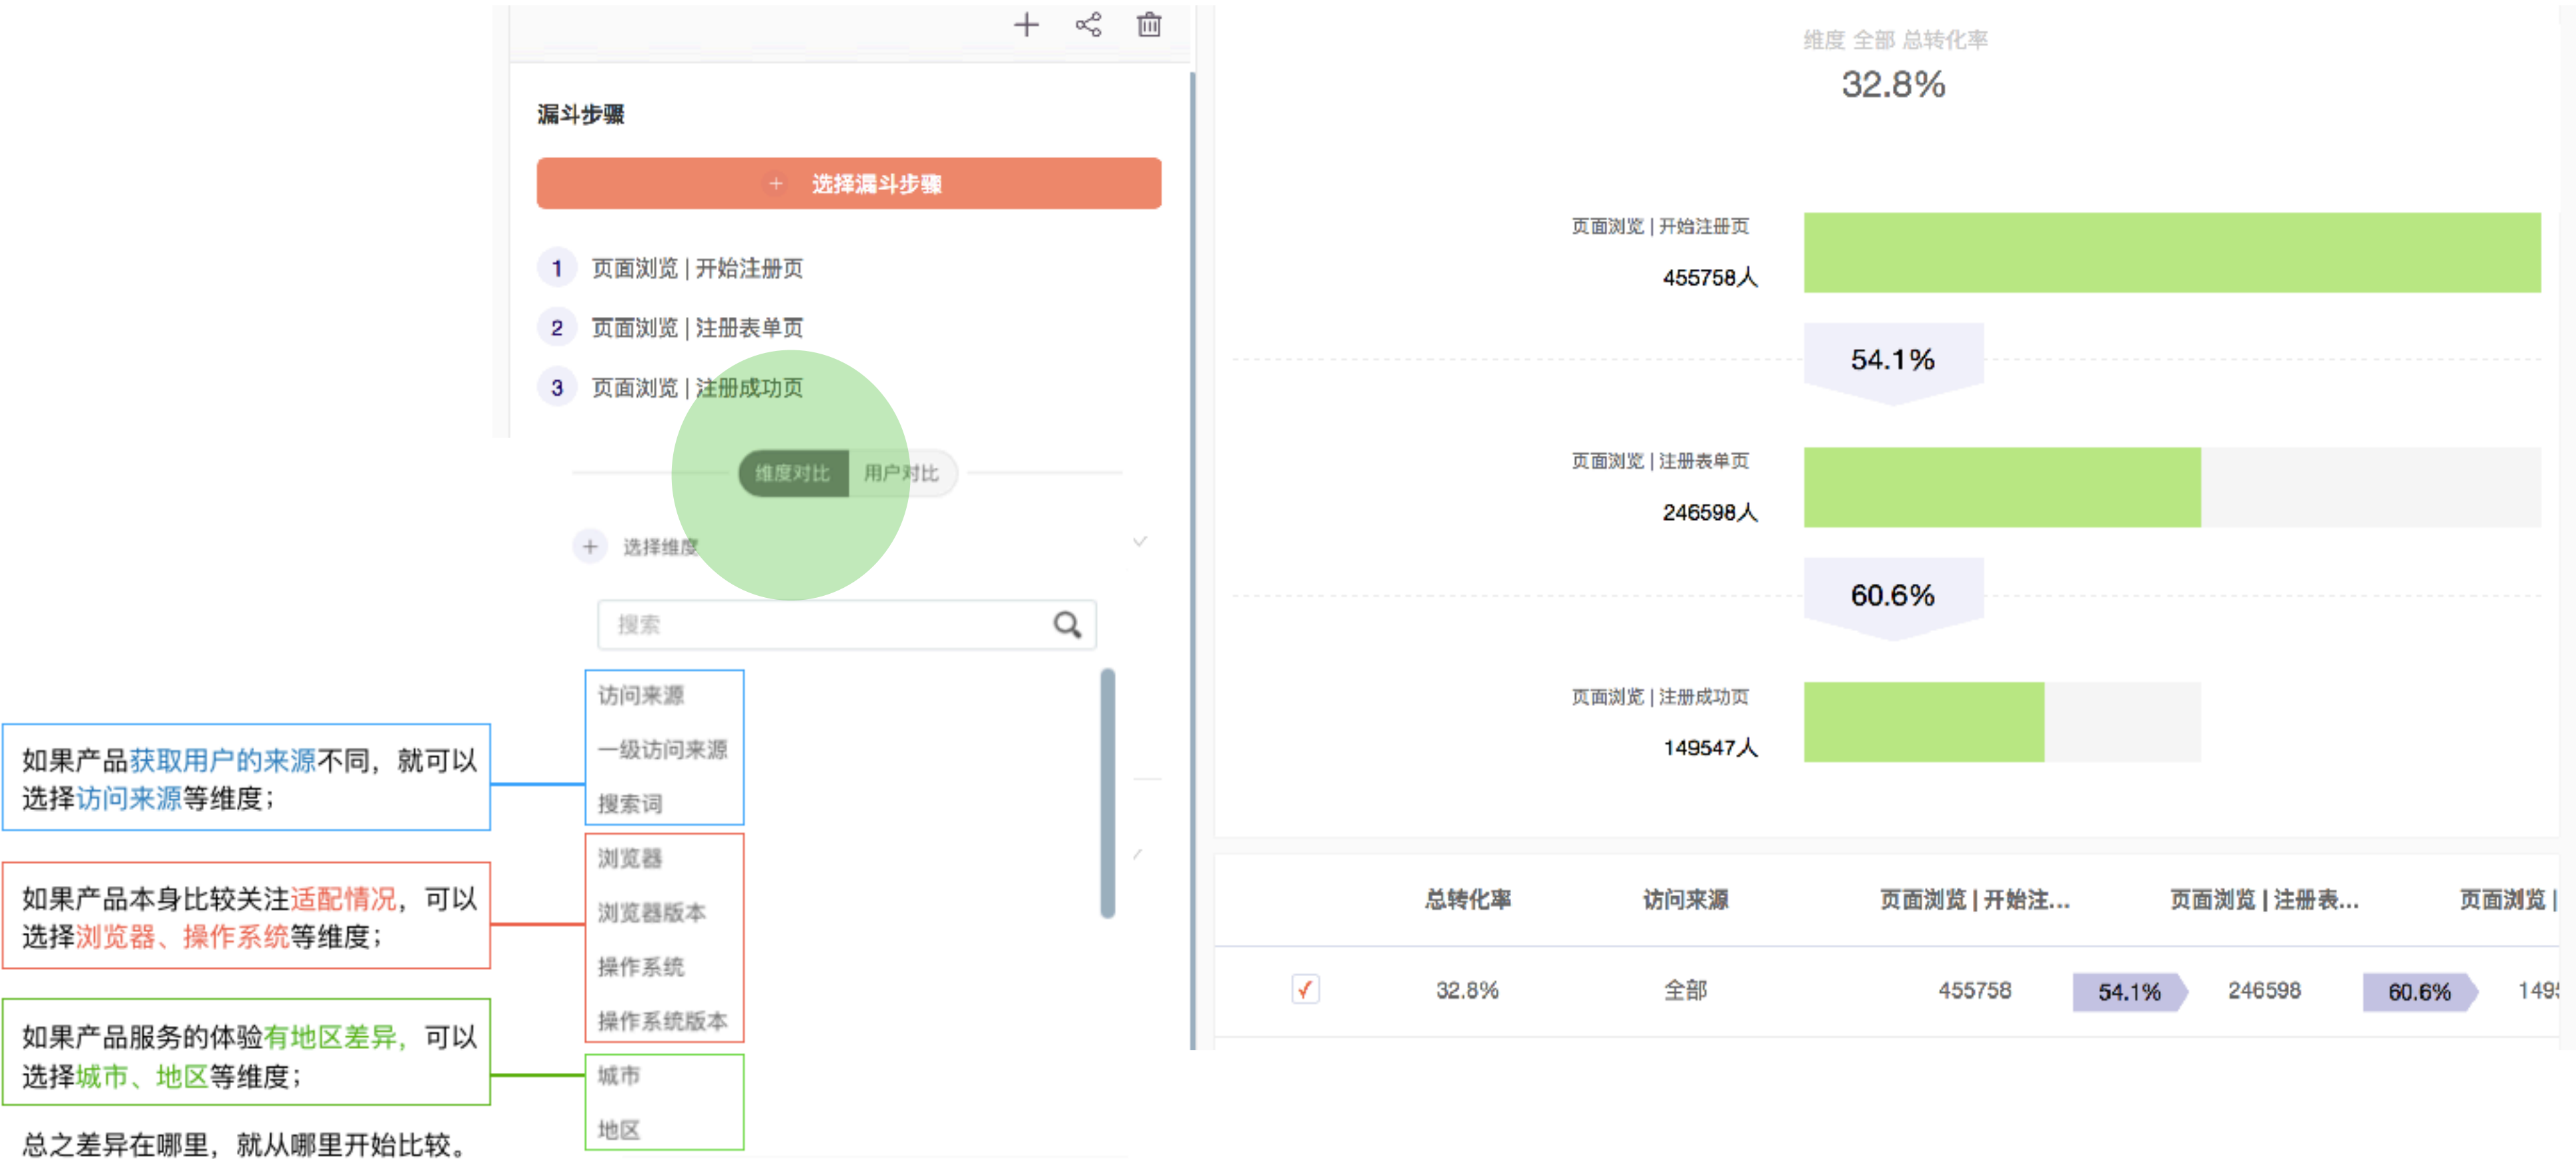 漏斗步骤
+ 选择漏斗步骤
1 页面浏览 | 开始注册页
2 页面浏览 | 注册表单页
3 页面浏览 | 注册成功页
维度对比 用户对比
+ 选择维度
搜索
访问来源
一级访问来源
搜索词
浏览器
浏览器版本
操作系统
操作系统版本
城市
地区
如果产品获取用户的来源不同，就可以
选择访问来源等维度；
如果产品本身比较关注适配情况，可以
选择浏览器、操作系统等维度；
如果产品服务的体验有地区差异，可以
选择城市、地区等维度；
总之差异在哪里，就从哪里开始比较。
维度 全部 总转化率
32.8%
页面浏览 | 开始注册页
455758人
54.1%
页面浏览 | 注册表单页
246598人
60.6%
页面浏览 | 注册成功页
149547人
总转化率 访问来源 页面浏览 | 开始注... 页面浏览 | 注册表... 页面浏览 |
32.8% 全部 455758 54.1% 246598 60.6% 149